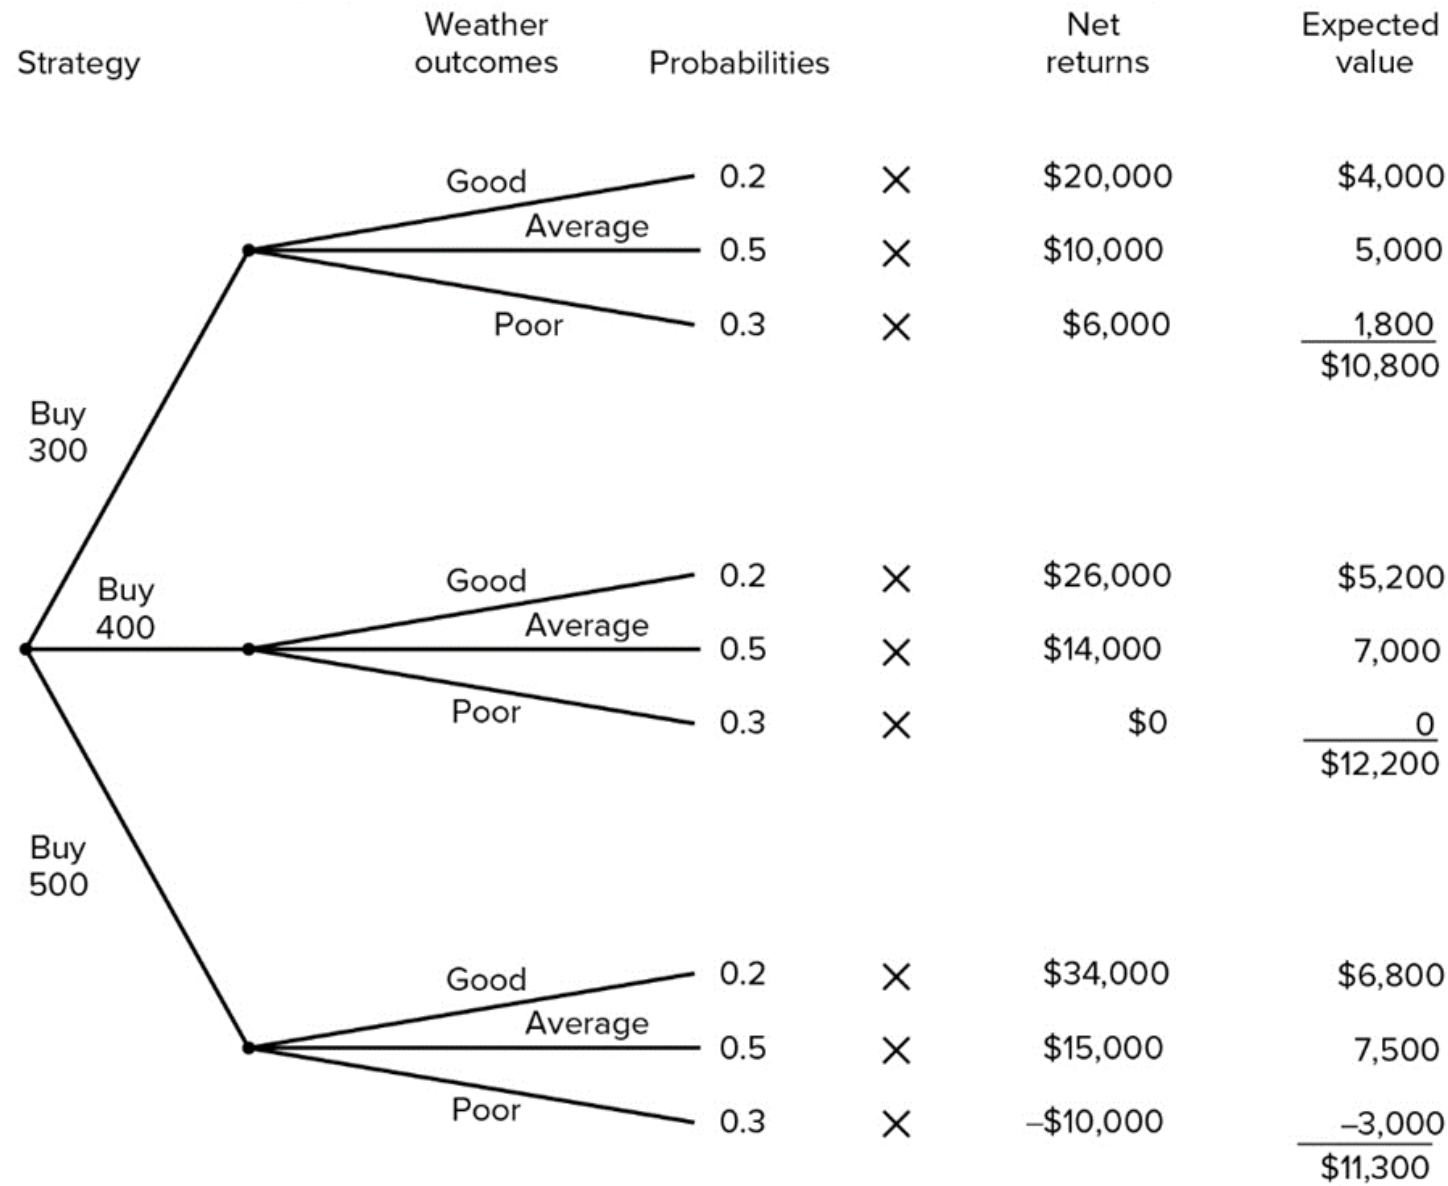 Strategy Weather outcomes Probabilities Net returns Expected value
Good 0.2 × $20,000 $4,000
Average 0.5 × $10,000 5,000
Poor 0.3 × $6,000 1,800
$10,800
Buy
300
Good 0.2 × $26,000 $5,200
Buy
400
Average 0.5 × $14,000 7,000
Poor 0.3 × $0 0
$12,200
Buy
500
Good 0.2 × $34,000 $6,800
Average 0.5 × $15,000 7,500
Poor 0.3 × –$10,000 –3,000
$11,300